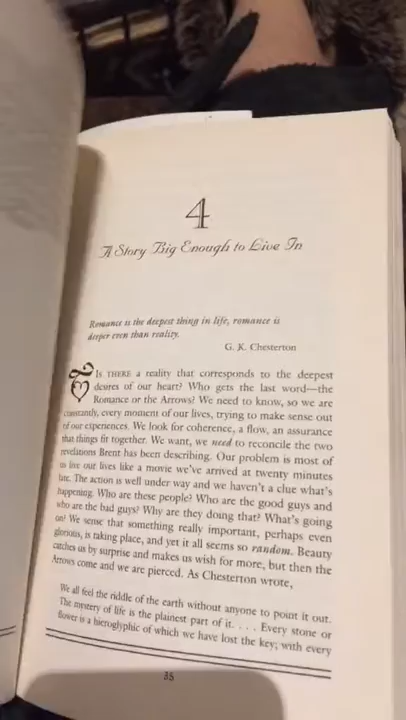 4
A Story Big Enough to Live In
Romance is the deepest thing in life, romance is
deeper even than reality.
G. K. Chesterton
IS THERE a reality that corresponds to the deepest
desires of our heart? Who gets the last word—the
Romance or the Arrows? We need to know, so we are
constantly, every moment of our lives, trying to make sense out
of our experiences. We look for coherence, a flow, an assurance
that things fit together. We want, we need to reconcile the two
revelations Brent has been describing. Our problem is most of
us live our lives like a movie we've arrived at twenty minutes
late. The action is well under way and we haven't a clue what's
happening. Who are these people? Who are the good guys and
who are the bad guys? Why are they doing that? What's going
on? We sense that something really important, perhaps even
glorious, is taking place, and yet it all seems so random. Beauty
catches us by surprise and makes us wish for more, but then the
Arrows come and we are pierced. As Chesterton wrote,
We all feel the riddle of the earth without anyone to point it out.
The mystery of life is the plainest part of it. . . . Every stone or
flower is a hieroglyphic of which we have lost the key; with every
35